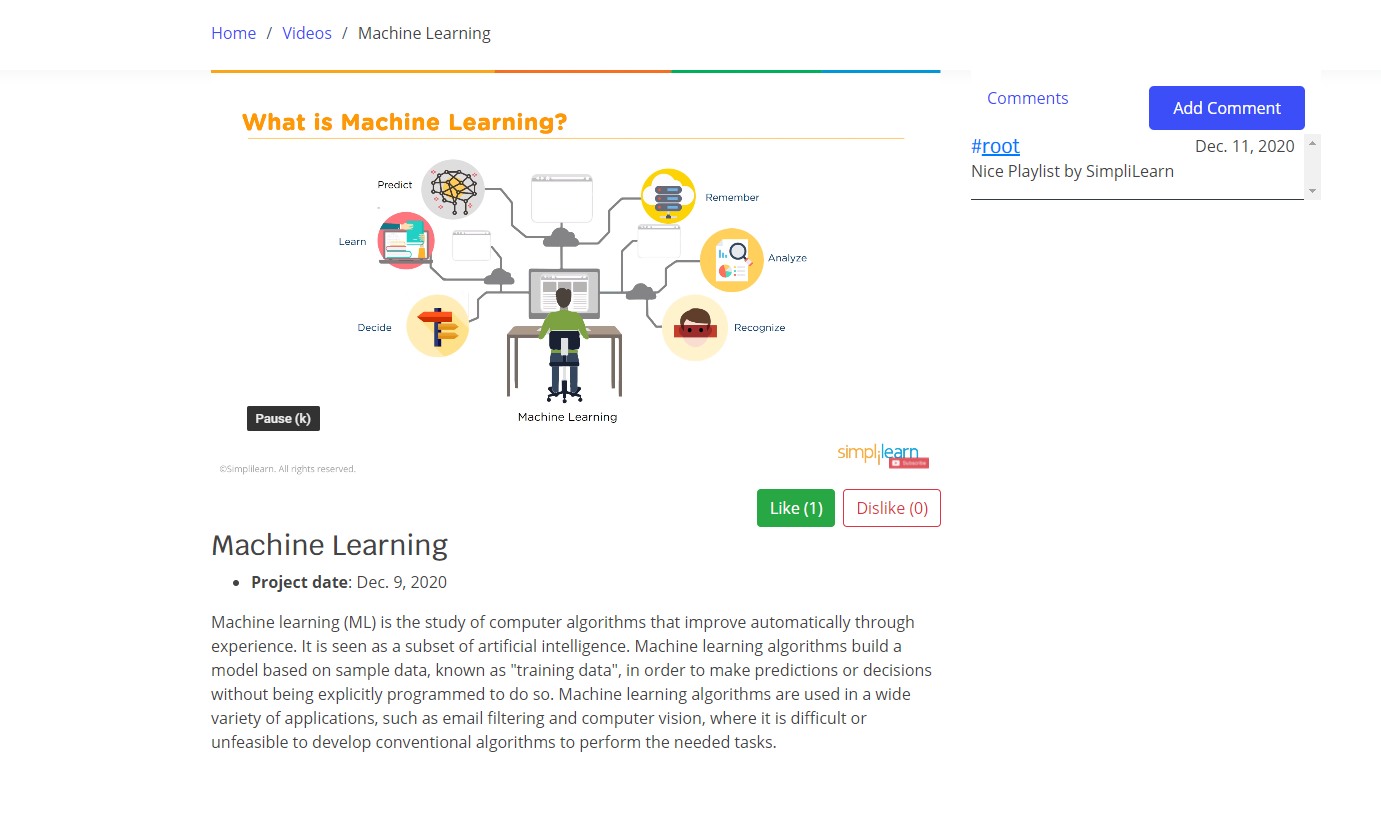 Home / Videos / Machine Learning
What is Machine Learning?
Predict
Remember
Learn
Analyze
Decide
Recognize
Machine Learning
Pause (k)
©Simplilearn. All rights reserved.
simplilearn
Subscribe
Like (1) Dislike (0)
Machine Learning
• Project date: Dec. 9, 2020
Machine learning (ML) is the study of computer algorithms that improve automatically through
experience. It is seen as a subset of artificial intelligence. Machine learning algorithms build a
model based on sample data, known as "training data", in order to make predictions or decisions
without being explicitly programmed to do so. Machine learning algorithms are used in a wide
variety of applications, such as email filtering and computer vision, where it is difficult or
unfeasible to develop conventional algorithms to perform the needed tasks.
Comments
Add Comment
#root Dec. 11, 2020
Nice Playlist by SimpliLearn